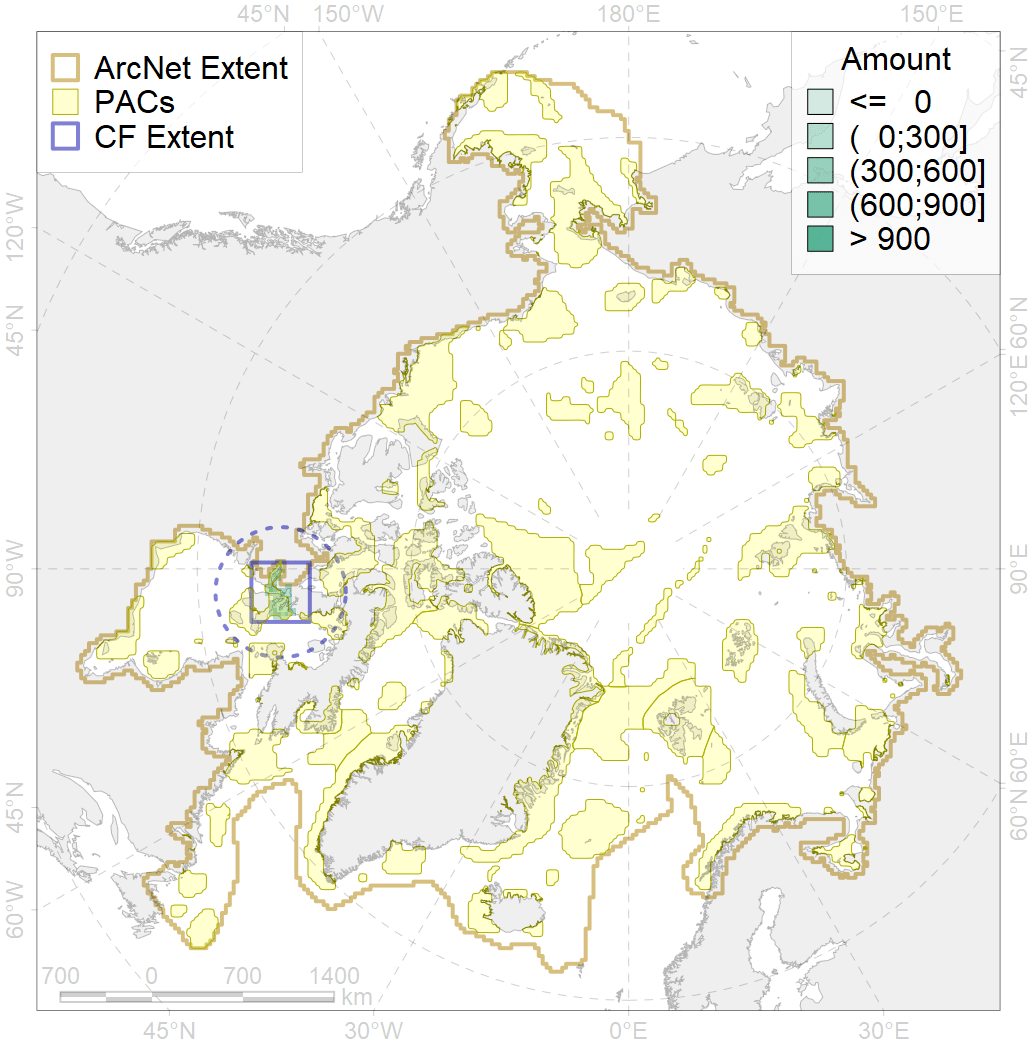 45°N 150°W 180°E 150°E
ArcNet Extent
PACs
CF Extent
Amount
<= 0
( 0;300]
(300;600]
(600;900]
> 900
45°N
120°W
45°N
90°W
45°N
60°W
60°N
120°E
90°E
60°E
60°N
700 0 700 1400
km
45°N 30°W 0°E 30°E